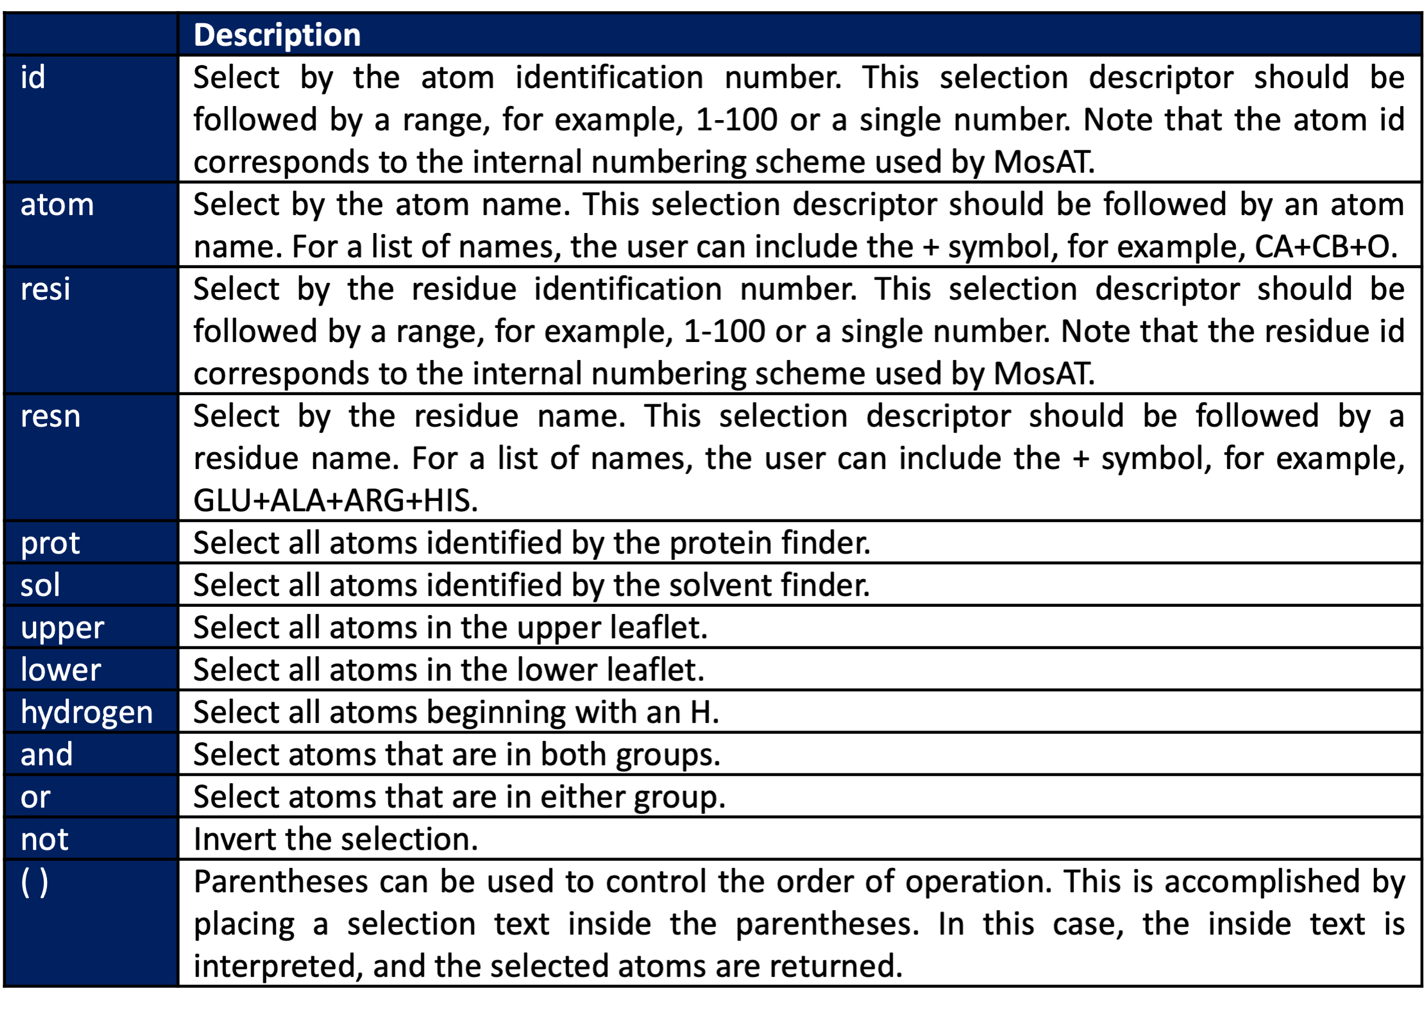 Description
id
Select by the atom identification number. This selection descriptor should be
followed by a range, for example, 1-100 or a single number. Note that the atom id
corresponds to the internal numbering scheme used by MosAT.
atom
Select by the atom name. This selection descriptor should be followed by an atom
name. For a list of names, the user can include the + symbol, for example, CA+CB+O.
resi
Select by the residue identification number. This selection descriptor should be
followed by a range, for example, 1-100 or a single number. Note that the residue id
corresponds to the internal numbering scheme used by MosAT.
resn
Select by the residue name. This selection descriptor should be followed by a
residue name. For a list of names, the user can include the + symbol, for example,
GLU+ALA+ARG+HIS.
prot
Select all atoms identified by the protein finder.
sol
Select all atoms identified by the solvent finder.
upper
Select all atoms in the upper leaflet.
lower
Select all atoms in the lower leaflet.
hydrogen
Select all atoms beginning with an H.
and
Select atoms that are in both groups.
or
Select atoms that are in either group.
not
Invert the selection.
( )
Parentheses can be used to control the order of operation. This is accomplished by
placing a selection text inside the parentheses. In this case, the inside text is
interpreted, and the selected atoms are returned.